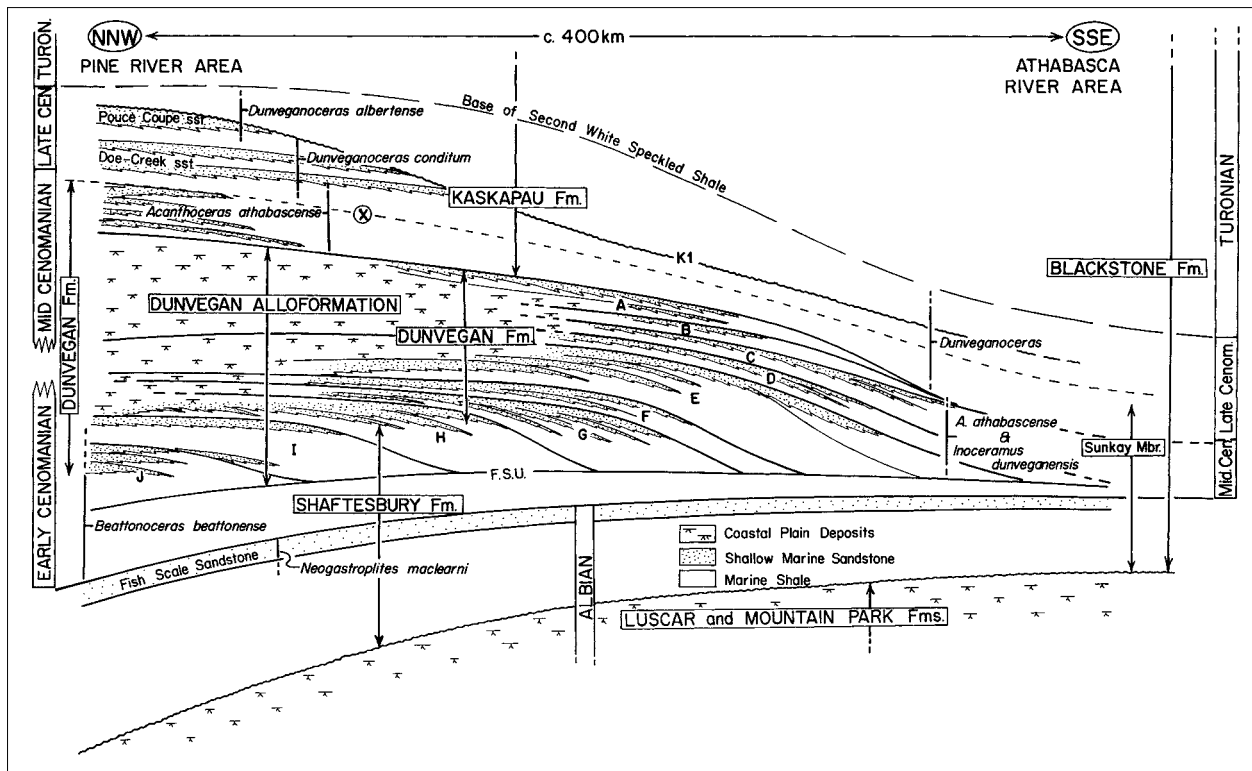 NNW
c. 400km
SSE
PINE RIVER AREA
ATHABASCA
RIVER AREA
TURON.
LATE CEN
MID CENOMANIAN
EARLY CENOMANIAN
Dunveganoceras albertense
Pouce Coupe sst
Base of Second White Speckled Shale
Doe-Creek sst
Dunveganoceras conditum
KASKAPAU Fm.
Acanthoceras athabascense
X
K1
TURONIAN
BLACKSTONE Fm.
DUNVEGAN Fm.
DUNVEGAN ALLOFORMATION
DUNVEGAN Fm.
A
B
C
D
E
F
G
H
I
J
Dunveganoceras
Late Cenom.
Mid.Cen
A. athabascense
&
Inoceramus
dunveganensis
Sunkay Mbr.
F.S.U.
SHAFTESBURY Fm.
Beattonoceras beattonense
Fish Scale Sandstone
Neogastroplites maclearni
ALBIAN
Coastal Plain Deposits
Shallow Marine Sandstone
Marine Shale
LUSCAR and MOUNTAIN PARK Fms.